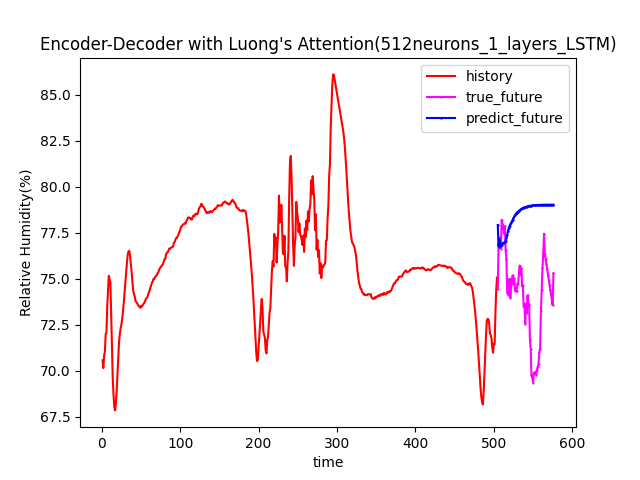 Encoder-Decoder with Luong's Attention(512neurons_1_layers_LSTM)
history
true_future
predict_future
Relative Humidity(%)
85.0
82.5
80.0
77.5
75.0
72.5
70.0
67.5
0 100 200 300 400 500 600
time